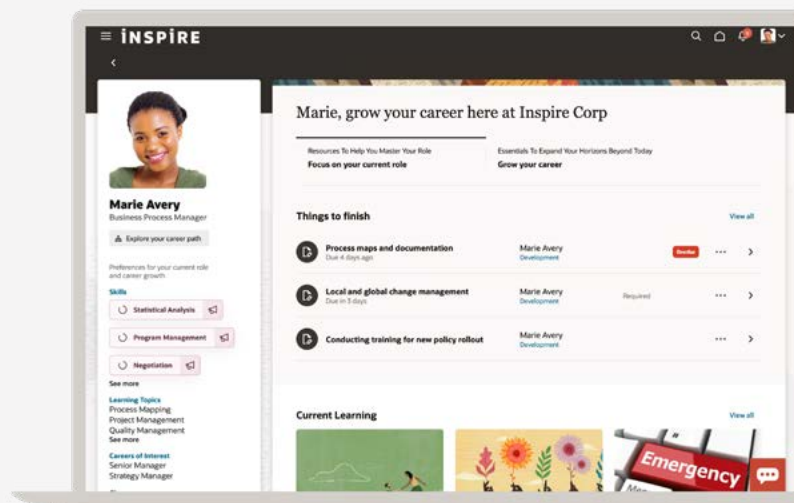 INSPIRE
Marie Avery
Business Process Manager
Explore your career path
Preferences for your current role
and career growth
Skills
Statistical Analysis
Program Management
Negotiation
See more
Learning Topics
Process Mapping
Project Management
Quality Management
See more
Careers of Interest
Senior Manager
Strategy Manager
Marie, grow your career here at Inspire Corp
Resources To Help You Master Your Role
Focus on your current role
Essentials To Expand Your Horizons Beyond Today
Grow your career
Things to finish
View all
Process maps and documentation
Due 4 days ago
Marie Avery
Development
Overdue
Local and global change management
Due in 3 days
Marie Avery
Development
Required
Conducting training for new policy rollout
Marie Avery
Development
Current Learning
View all
Emergency